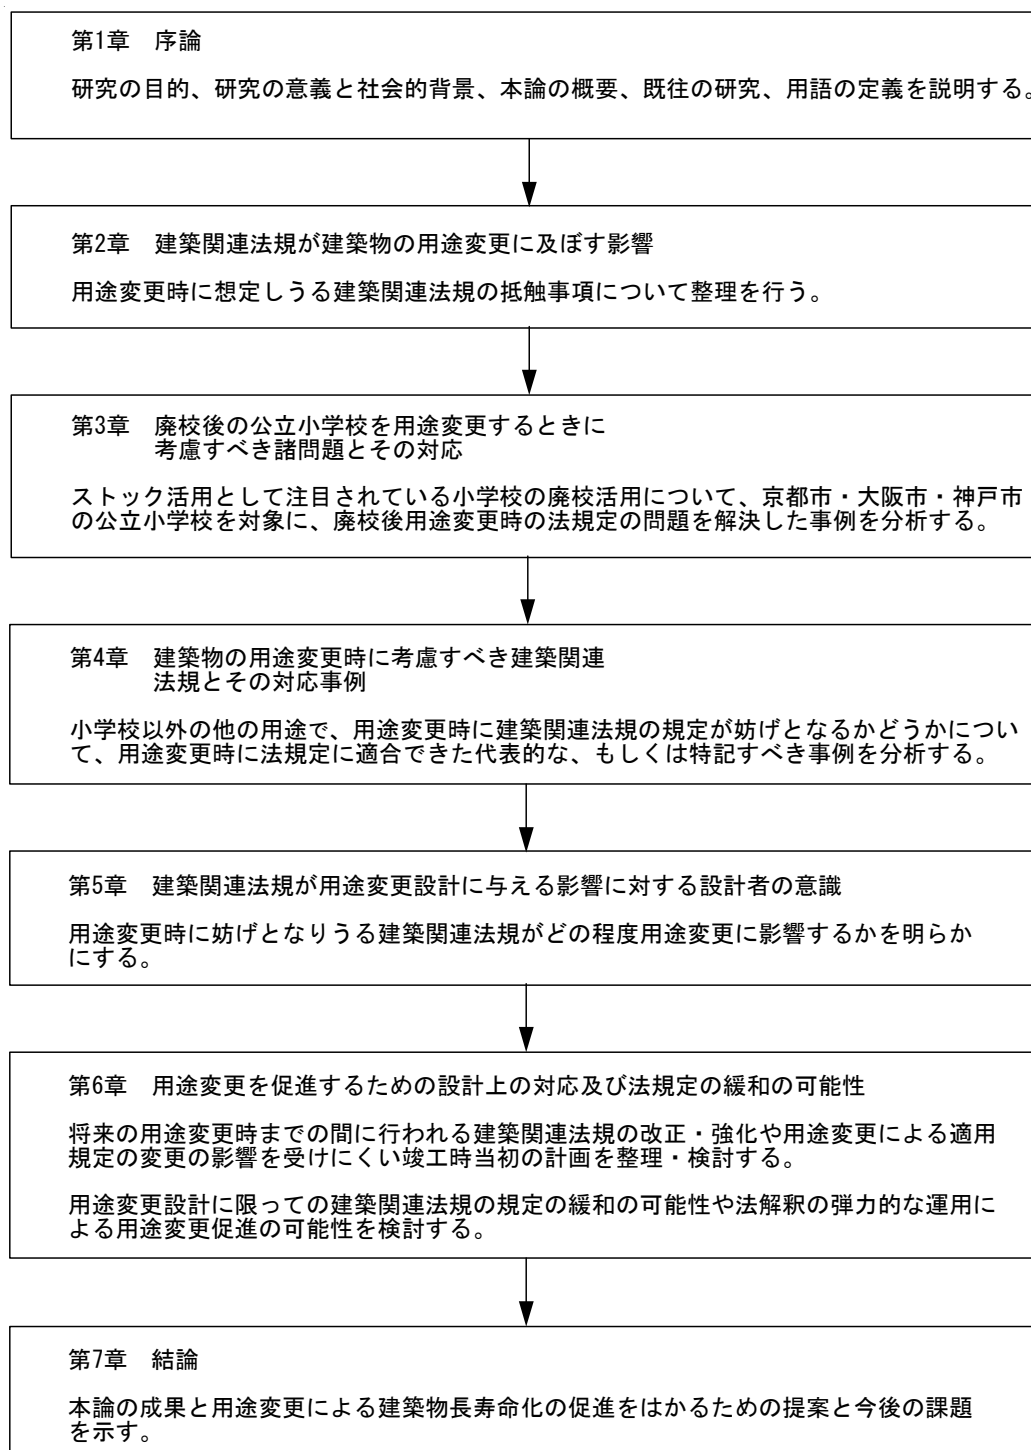 第1章　序論
研究の目的、研究の意義と社会的背景、本論の概要、既往の研究、用語の定義を説明する。
第2章　建築関連法規が建築物の用途変更に及ぼす影響
用途変更時に想定しうる建築関連法規の抵触事項について整理を行う。
第3章　廃校後の公立小学校を用途変更するときに
考慮すべき諸問題とその対応
ストック活用として注目されている小学校の廃校活用について、京都市・大阪市・神戸市
の公立小学校を対象に、廃校後用途変更時の法規定の問題を解決した事例を分析する。
第4章　建築物の用途変更時に考慮すべき建築関連
法規とその対応事例
小学校以外の他の用途で、用途変更時に建築関連法規の規定が妨げとなるかどうかについ
て、用途変更時に法規定に適合できた代表的な、もしくは特記すべき事例を分析する。
第5章　建築関連法規が用途変更設計に与える影響に対する設計者の意識
用途変更時に妨げとなりうる建築関連法規がどの程度用途変更に影響するかを明らか
にする。
第6章　用途変更を促進するための設計上の対応及び法規定の緩和の可能性
将来の用途変更時までの間に行われる建築関連法規の改正・強化や用途変更による適用
規定の変更の影響を受けにくい竣工時当初の計画を整理・検討する。
用途変更設計に限っての建築関連法規の規定の緩和の可能性や法解釈の弾力的な運用に
よる用途変更促進の可能性を検討する。
第7章　結論
本論の成果と用途変更による建築物長寿命化の促進をはかるための提案と今後の課題
を示す。